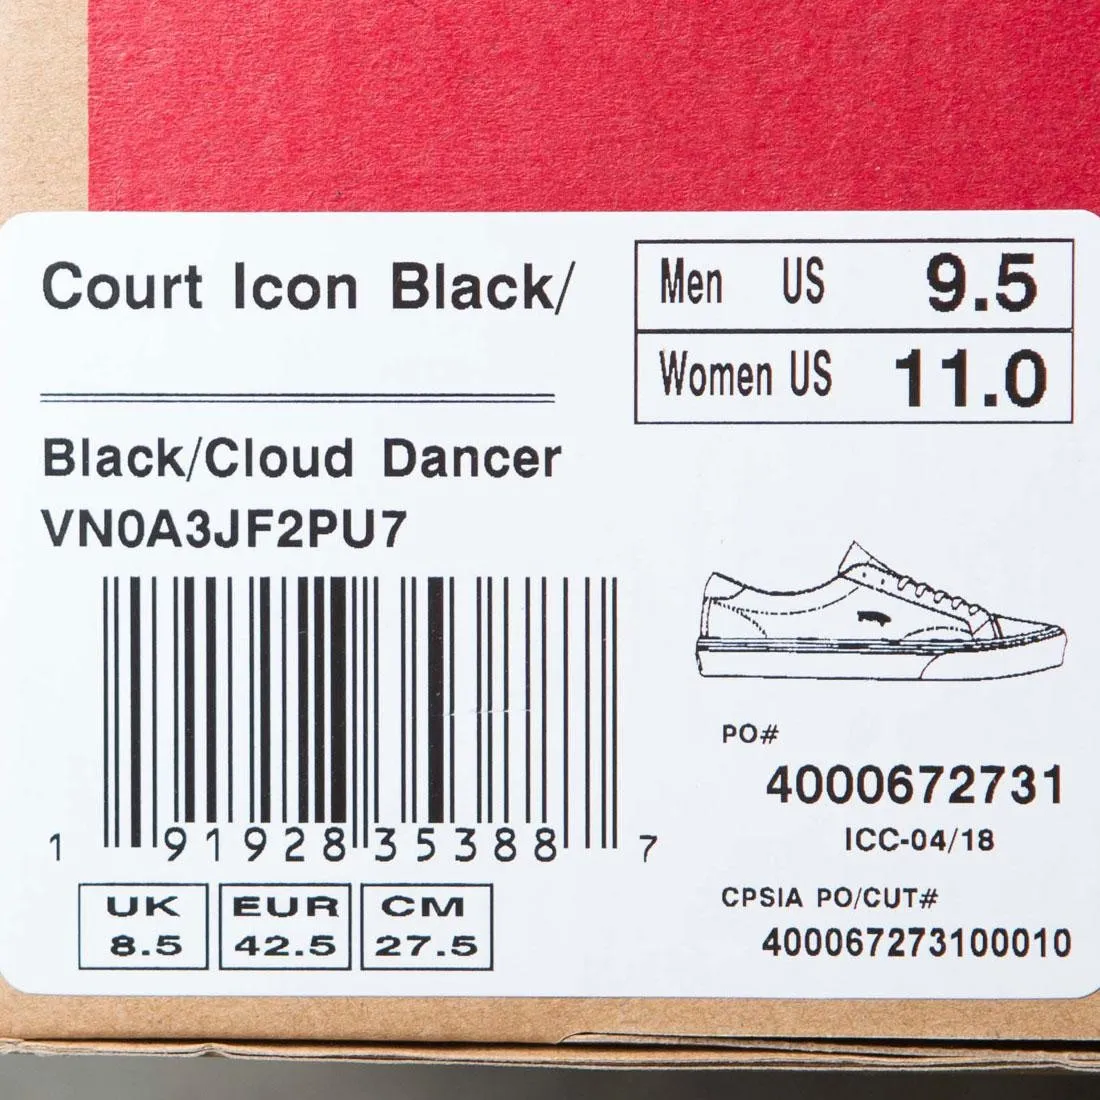 Court Icon Black/
Men US 9.5
Women US 11.0
Black/Cloud Dancer
VN0A3JF2PU7
1 91928 35388 7
UK
8.5
EUR
42.5
CM
27.5
PO#
4000672731
ICC-04/18
CPSIA PO/CUT#
400067273100010